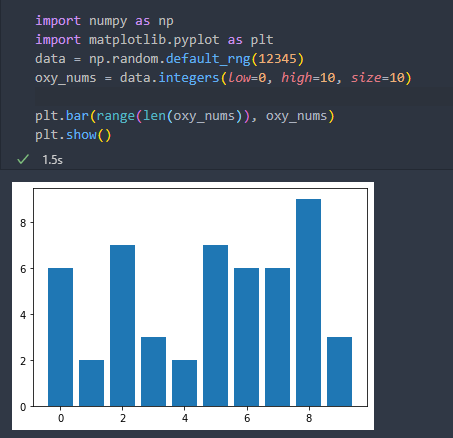 import numpy as np
import matplotlib.pyplot as plt
data = np.random.default_rng(12345)
oxy_nums = data.integers(low=0, high=10, size=10)
plt.bar(range(len(oxy_nums)), oxy_nums)
plt.show()
✓ 1.5s
8
6
4
2
0
0 2 4 6 8